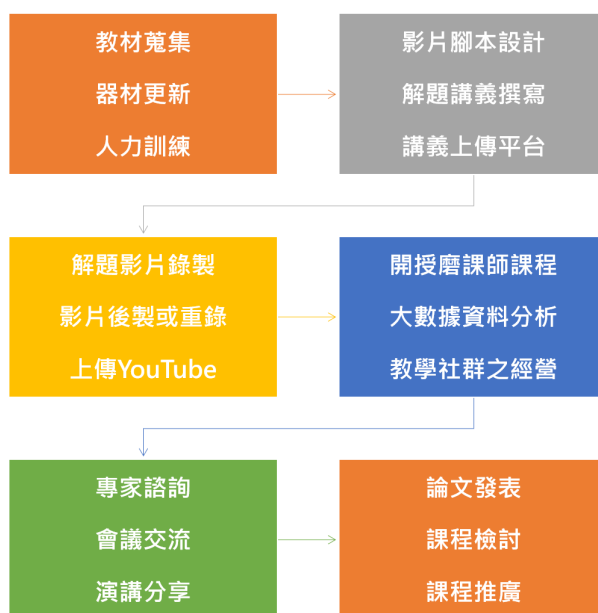 教材蒐集
器材更新
人力訓練
影片腳本設計
解題講義撰寫
講義上傳平台
解題影片錄製
影片後製或重錄
上傳YouTube
開授磨課師課程
大數據資料分析
教學社群之經營
專家諮詢
會議交流
演講分享
論文發表
課程檢討
課程推廣